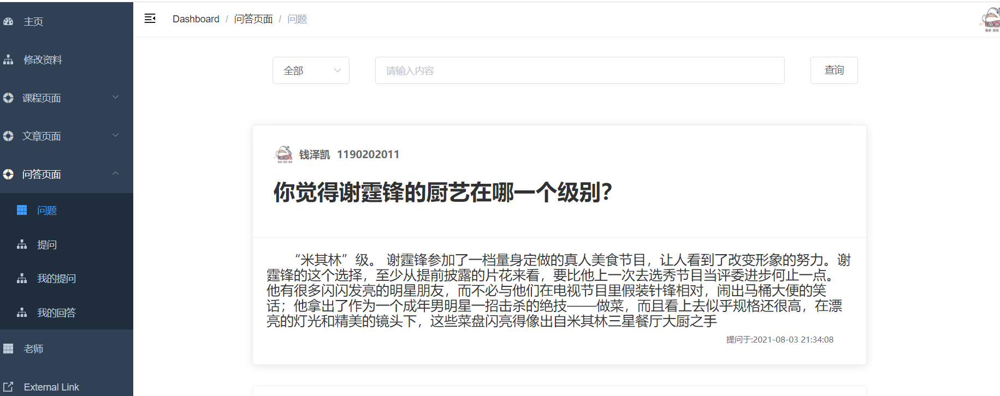 主页
修改资料
课程页面
文章页面
问答页面
问题
提问
我的提问
我的回答
老师
External Link
Dashboard / 问答页面 / 问题
全部
请输入内容
查询
钱泽凯 1190202011
你觉得谢霆锋的厨艺在哪一个级别？
“米其林”级。 谢霆锋参加了一档量身定做的真人美食节目，让人看到了改变形象的努力。谢
霆锋的这个选择，至少从提前披露的片花来看，要比他上一次去选秀节目当评委进步何止一点。
他有很多闪闪发亮的明星朋友，而不必与他们在电视节目里假装针锋相对，闹出马桶大便的笑
话；他拿出了作为一个成年男明星一招击杀的绝技——做菜，而且看上去似乎规格还很高，在漂
亮的灯光和精美的镜头下，这些菜盘闪亮得像出自米其林三星餐厅大厨之手
提问于:2021-08-03 21:34:08